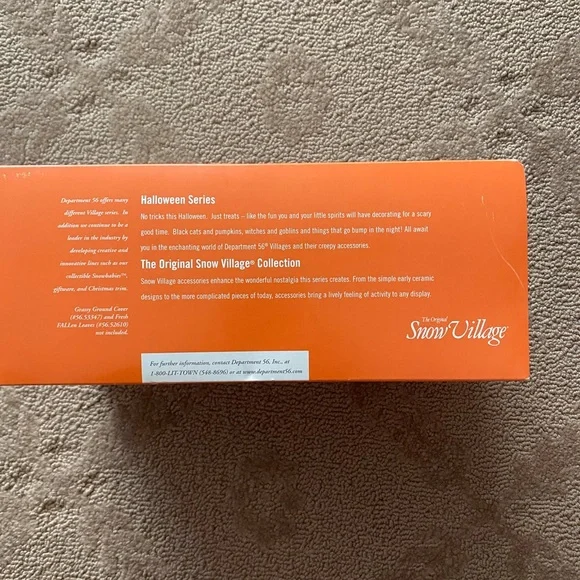 Department 56 offers many
different Village series. In
addition we continue to be a
leader in the industry by
developing creative and
innovative lines such as our
collectible Snowbabies™,
giftware, and Christmas trim.
Grassy Ground Cover
(#56.53347) and Fresh
FALLen Leaves (#56.52610)
not included.
Halloween Series
No tricks this Halloween. Just treats – like the fun you and your little spirits will have decorating for a scary
good time. Black cats and pumpkins, witches and goblins and things that go bump in the night! All await
you in the enchanting world of Department 56® Villages and their creepy accessories.
The Original Snow Village® Collection
Snow Village accessories enhance the wonderful nostalgia this series creates. From the simple early ceramic
designs to the more complicated pieces of today, accessories bring a lively feeling of activity to any display.
The Original
Snow Village®
For further information, contact Department 56, Inc., at
1-800-LIT-TOWN (548-8696) or at www.department56.com.